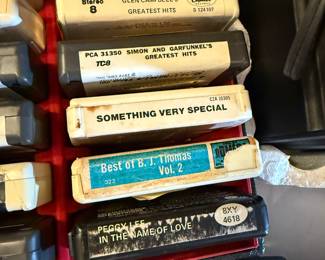 Stereo
8
GLEN CAMPBELL'S
GREATEST HITS
PCA 31350 SIMON AND GARFUNKEL'S
TC8 GREATEST HITS
SOMETHING VERY SPECIAL
Best of B. J. Thomas
Vol. 2
PEGGY LEE
IN THE NAME OF LOVE
8XY
4618